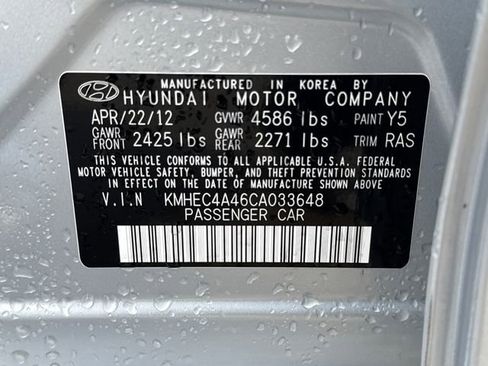 MANUFACTURED IN KOREA BY
HYUNDAI MOTOR COMPANY
APR/22/12 GVWR 4586 lbs PAINT Y5
GAWR FRONT 2425 lbs GAWR REAR 2271 lbs TRIM RAS
THIS VEHICLE CONFORMS TO ALL APPLICABLE U.S.A. FEDERAL
MOTOR VEHICLE SAFETY, BUMPER, AND THEFT PREVENTION STANDARDS
IN EFFECT ON THE DATE OF MANUFACTURE SHOWN ABOVE.
V.I.N KMHEC4A46CA033648
PASSENGER CAR